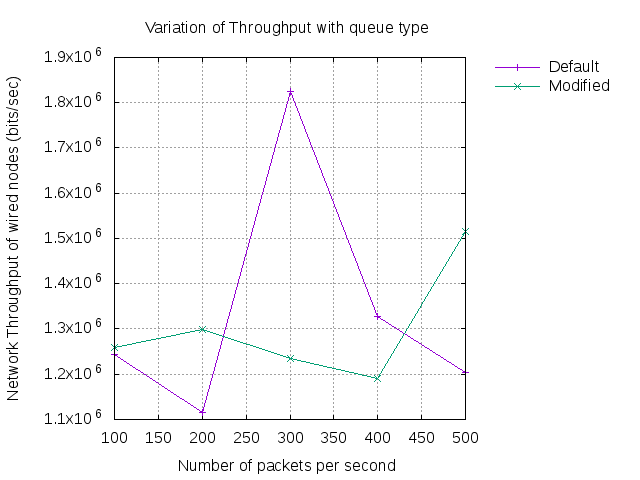 Variation of Throughput with queue type
Default
Modified
Network Throughput of wired nodes (bits/sec)
1.9x10^6
1.8x10^6
1.7x10^6
1.6x10^6
1.5x10^6
1.4x10^6
1.3x10^6
1.2x10^6
1.1x10^6
100 150 200 250 300 350 400 450 500
Number of packets per second